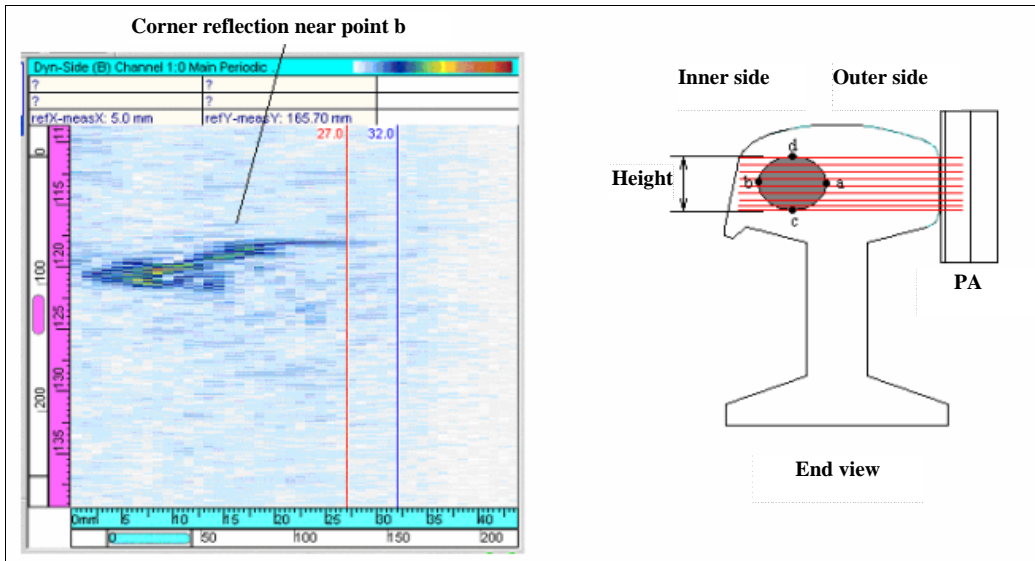 Corner reflection near point b
Dyn-Side (B) Channel 1:0 Main Periodic
? ?
? ?
refX-measX: 5.0 mm refY-measY: 165.70 mm
27.0 32.0
0 100 200
115 120 125 130 135
0mm 5 10 15 20 25 30 35 40
0 50 100 150 200
Inner side Outer side
d
Height
b a
c
PA
End view